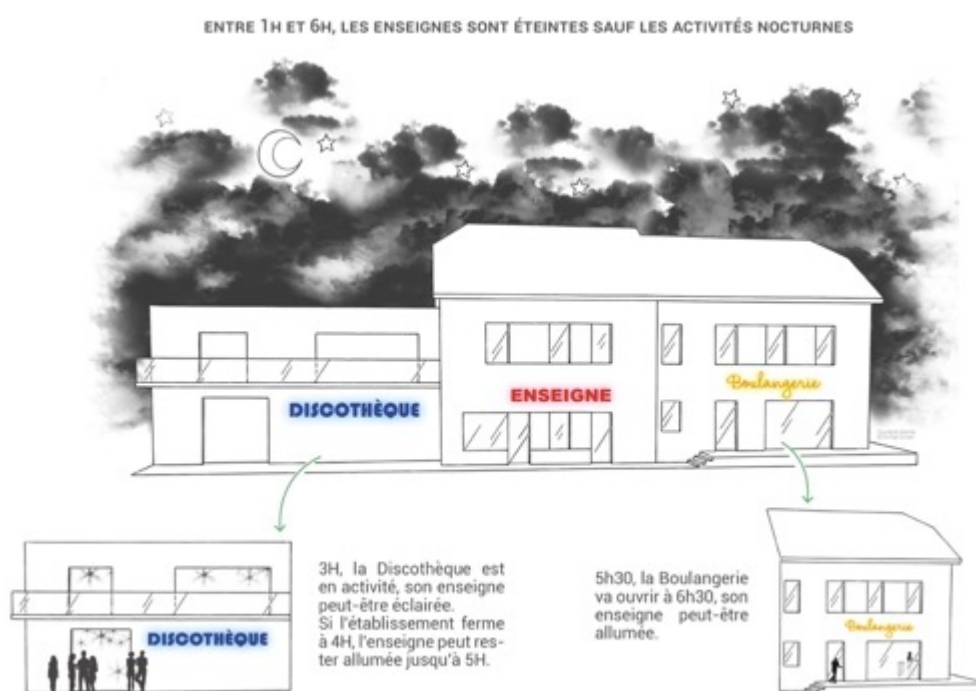 ENTRE 1H ET 6H, LES ENSEIGNES SONT ÉTEINTES SAUF LES ACTIVITÉS NOCTURNES
DISCOTHÈQUE
ENSEIGNE
Boulangerie
DISCOTHÈQUE
3H, la Discothèque est
en activité, son enseigne
peut-être éclairée.
Si l'établissement ferme
à 4H, l'enseigne peut res-
ter allumée jusqu'à 5H.
5h30, la Boulangerie
va ouvrir à 6h30, son
enseigne peut-être
allumée.
Boulangerie